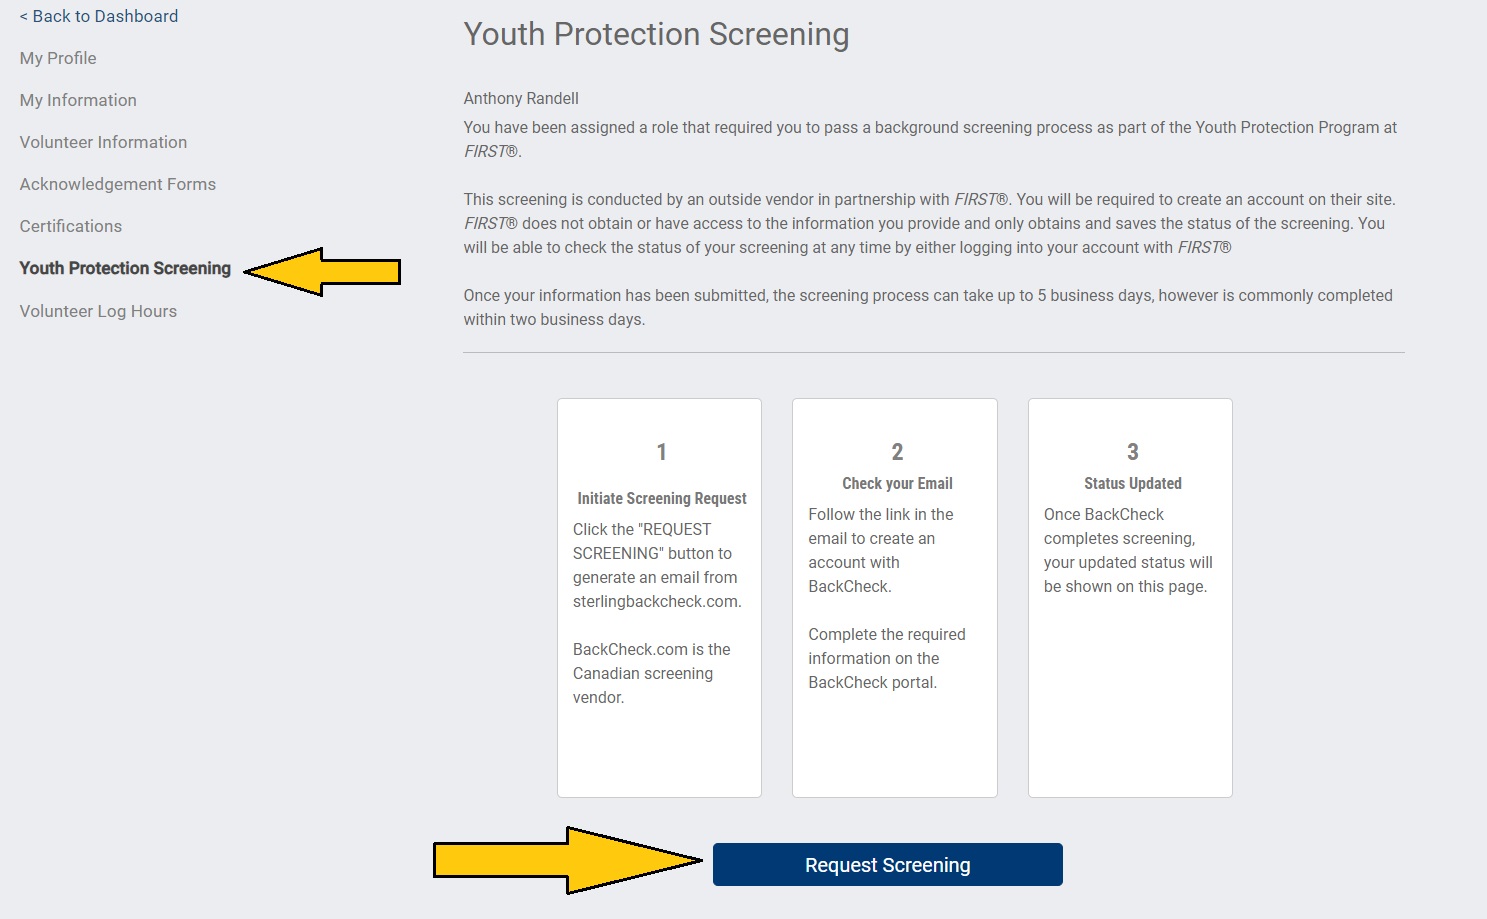 < Back to Dashboard
My Profile
My Information
Volunteer Information
Acknowledgement Forms
Certifications
Youth Protection Screening
Volunteer Log Hours
Youth Protection Screening
Anthony Randell
You have been assigned a role that required you to pass a background screening process as part of the Youth Protection Program at
FIRST®.
This screening is conducted by an outside vendor in partnership with FIRST®. You will be required to create an account on their site.
FIRST® does not obtain or have access to the information you provide and only obtains and saves the status of the screening. You
will be able to check the status of your screening at any time by either logging into your account with FIRST®
Once your information has been submitted, the screening process can take up to 5 business days, however is commonly completed
within two business days.
1
Initiate Screening Request
Click the "REQUEST
SCREENING" button to
generate an email from
sterlingbackcheck.com.
BackCheck.com is the
Canadian screening
vendor.
2
Check your Email
Follow the link in the
email to create an
account with
BackCheck.
Complete the required
information on the
BackCheck portal.
3
Status Updated
Once BackCheck
completes screening,
your updated status will
be shown on this page.
Request Screening